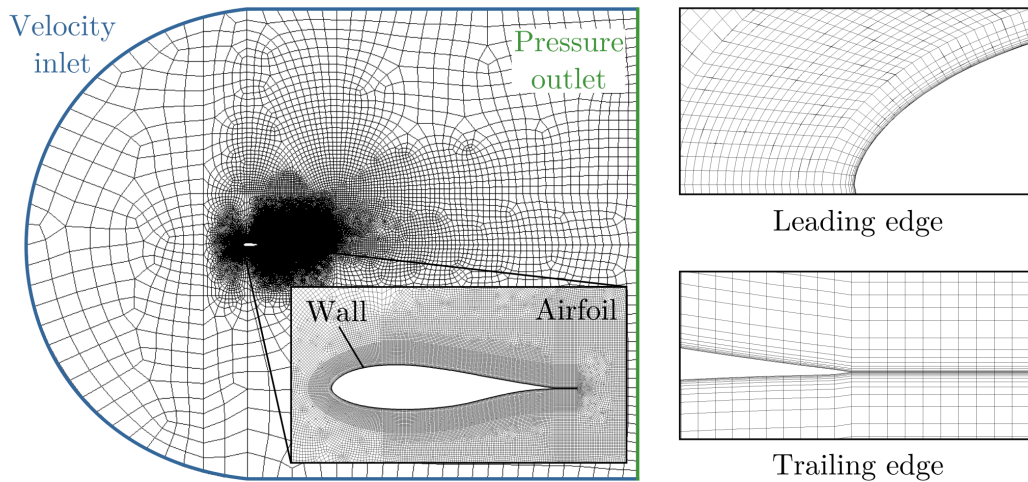 Velocity
inlet
Pressure
outlet
Wall
Airfoil
Leading edge
Trailing edge